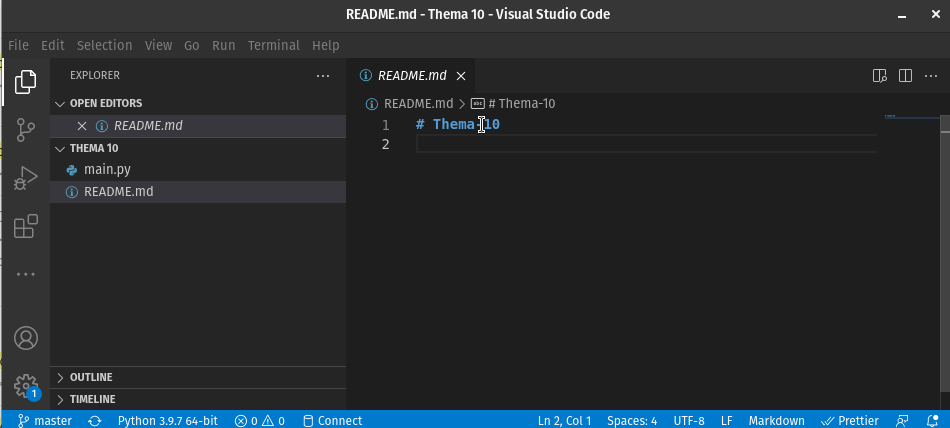 README.md - Thema 10 - Visual Studio Code
File Edit Selection View Go Run Terminal Help
EXPLORER
OPEN EDITORS
README.md
THEMA 10
main.py
README.md
OUTLINE
TIMELINE
README.md
README.md > # Thema-10
1 # Thema-10
2
1
master Python 3.9.7 64-bit 0 0 Connect Ln 2, Col 1 Spaces: 4 UTF-8 LF Markdown Prettier